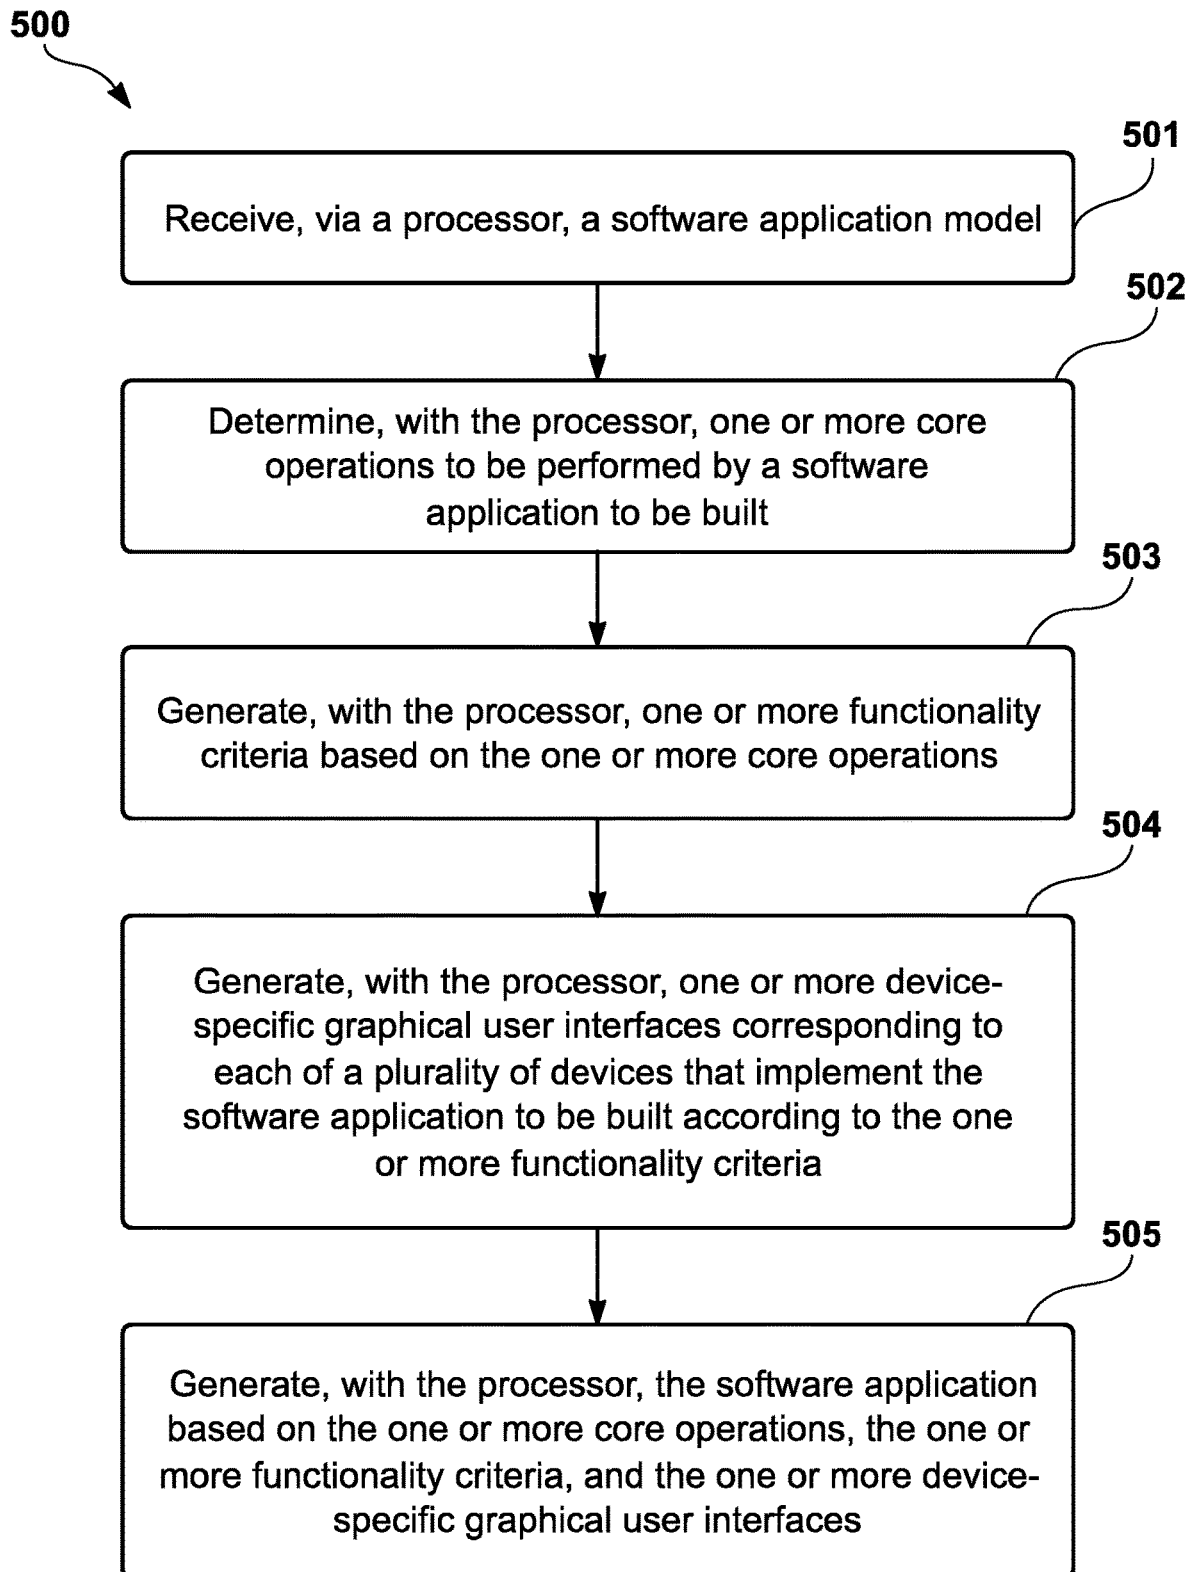 500
501
Receive, via a processor, a software application model
502
Determine, with the processor, one or more core
operations to be performed by a software
application to be built
503
Generate, with the processor, one or more functionality
criteria based on the one or more core operations
504
Generate, with the processor, one or more device-
specific graphical user interfaces corresponding to
each of a plurality of devices that implement the
software application to be built according to the one
or more functionality criteria
505
Generate, with the processor, the software application
based on the one or more core operations, the one or
more functionality criteria, and the one or more device-
specific graphical user interfaces